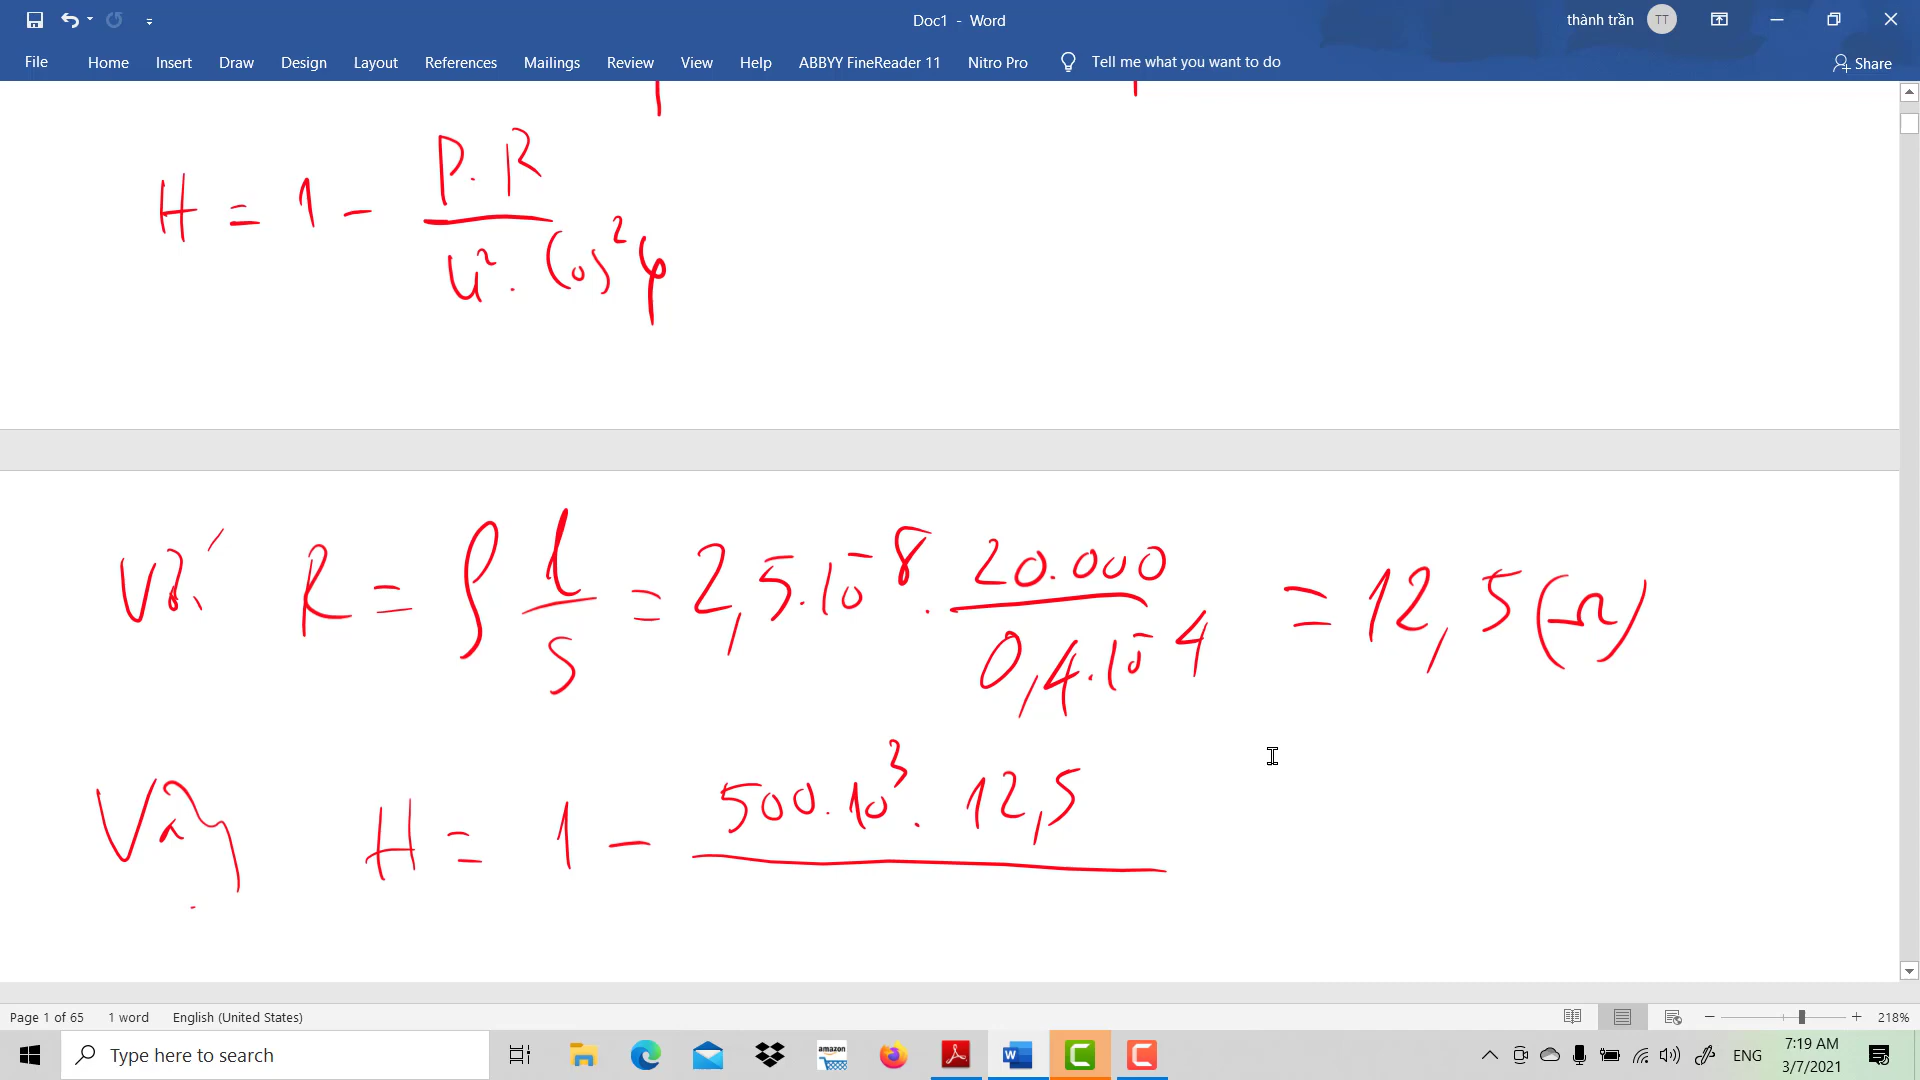 Doc1 - Word
thành trần
TT
File Home Insert Draw Design Layout References Mailings Review View Help ABBYY FineReader 11 Nitro Pro Tell me what you want to do
Share
H = 1 - P.R / U². cos²φ
Với R = ρ l/S = 2,5.10⁻⁸. 20.000 / 0,4.10⁻⁴ = 12,5 (Ω)
Vậy H = 1 - 500.10³. 12,5
Page 1 of 65 1 word English (United States)
218%
Type here to search
amazon
ENG
7:19 AM
3/7/2021